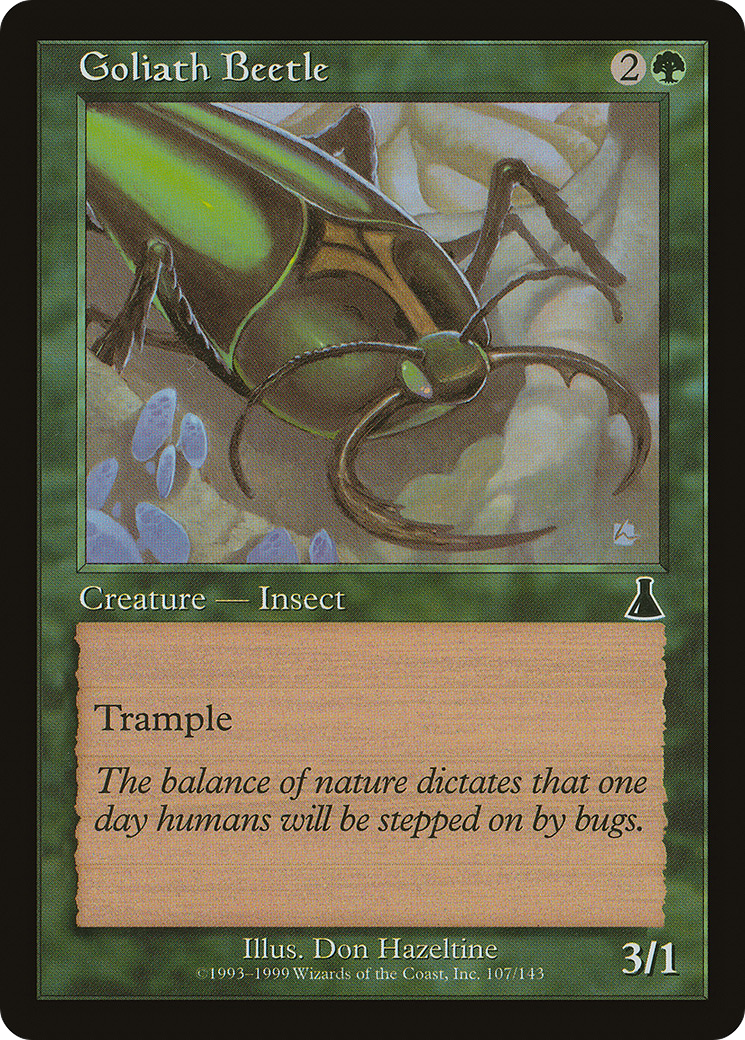 Goliath Beetle 2
Creature — Insect
Trample
The balance of nature dictates that one
day humans will be stepped on by bugs.
Illus. Don Hazeltine
©1993–1999 Wizards of the Coast, Inc. 107/143
3/1